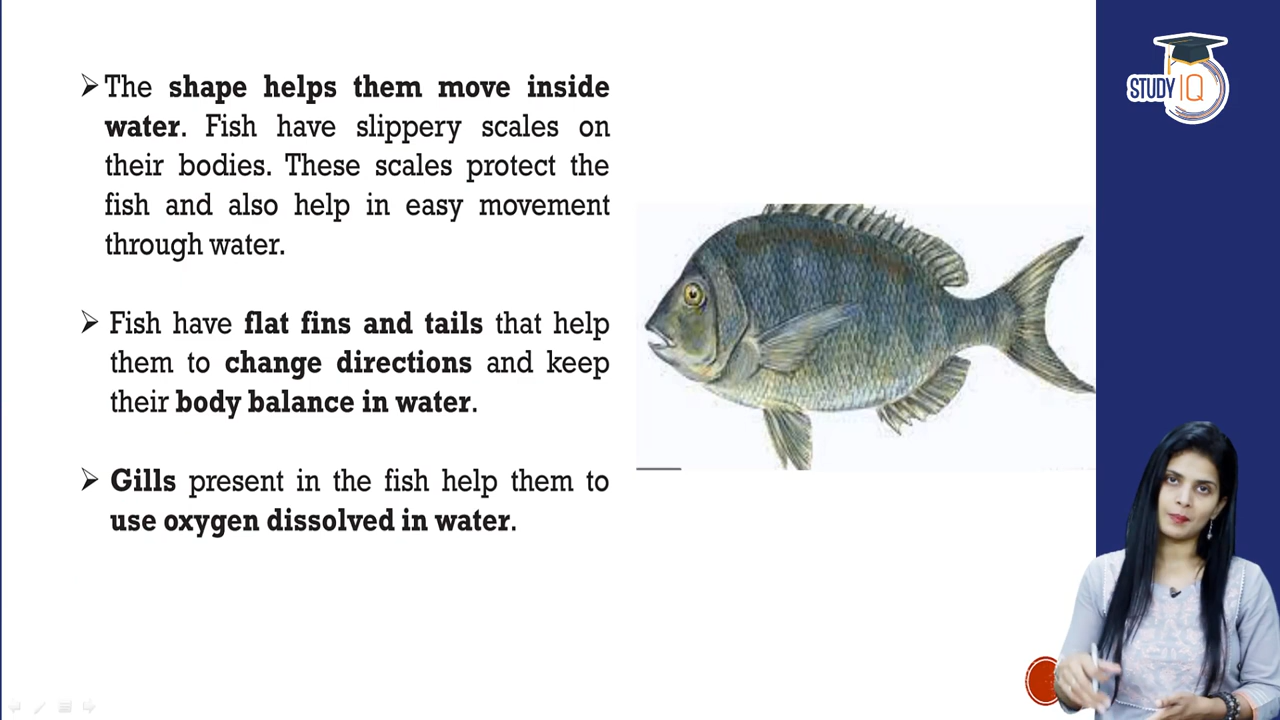 The shape helps them move inside
water. Fish have slippery scales on
their bodies. These scales protect the
fish and also help in easy movement
through water.
Fish have flat fins and tails that help
them to change directions and keep
their body balance in water.
Gills present in the fish help them to
use oxygen dissolved in water.
STUDY IQ